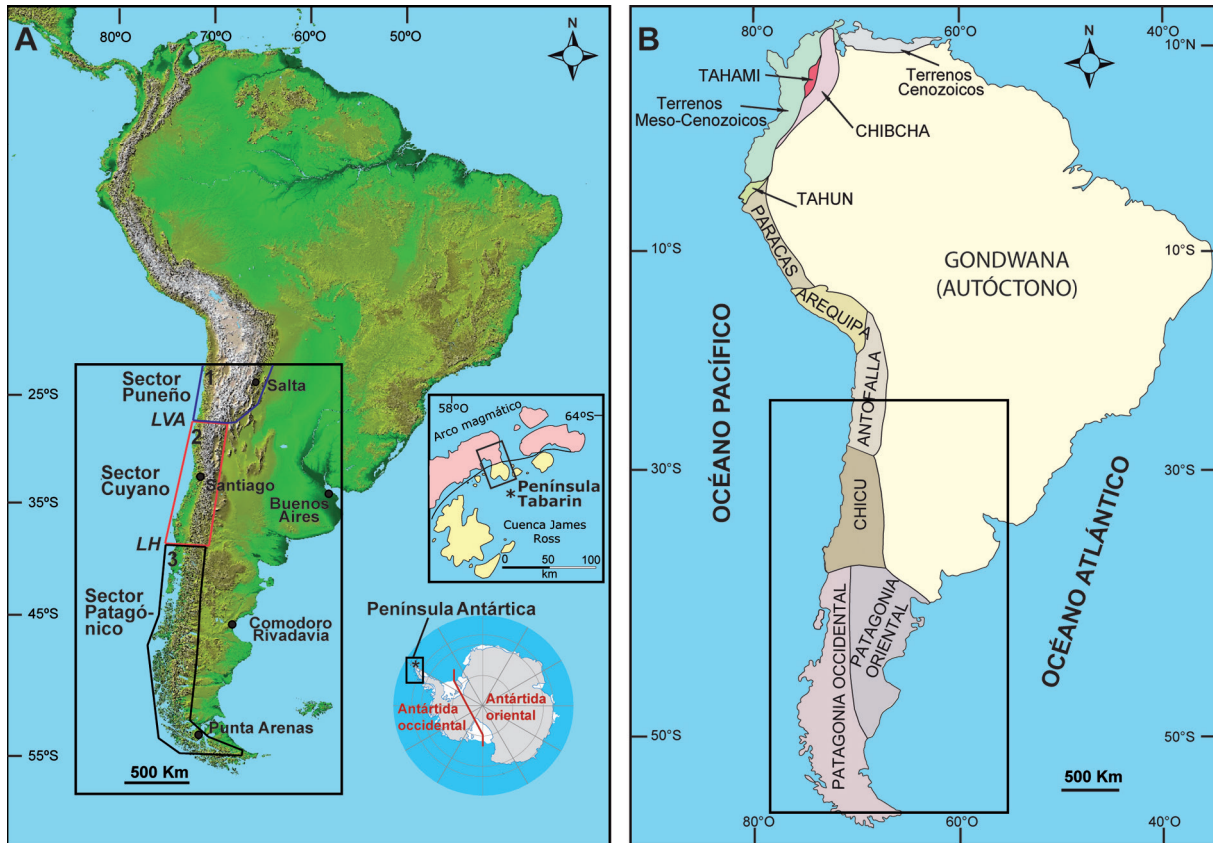 A
80ºO
70ºO
60ºO
50ºO
N
Sector
Puneño
1
Salta
25ºS
LVA
2
Sector
Cuyano
Santiago
35ºS
Buenos
Aires
LH
3
Sector
Patagó-
nico
45ºS
Comodoro
Rivadavia
Punta Arenas
55ºS
500 Km
58ºO
64ºS
Arco magmático
*Península
Tabarin
Cuenca James
Ross
0 50 100
km
Península Antártica
*
Antártida
occidental
Antártida
oriental
B
80ºO
60ºO
40ºO
N
10ºN
TAHAMI
Terrenos
Cenozoicos
Terrenos
Meso-Cenozoicos
CHIBCHA
TAHUN
PARACAS
10ºS
10ºS
GONDWANA
(AUTÓCTONO)
AREQUIPA
ANTOFALLA
OCÉANO PACÍFICO
30ºS
30ºS
CHICU
OCÉANO ATLÁNTICO
PATAGONIA OCCIDENTAL
PATAGONIA
ORIENTAL
50ºS
50ºS
500 Km
80ºO
60ºO
40ºO